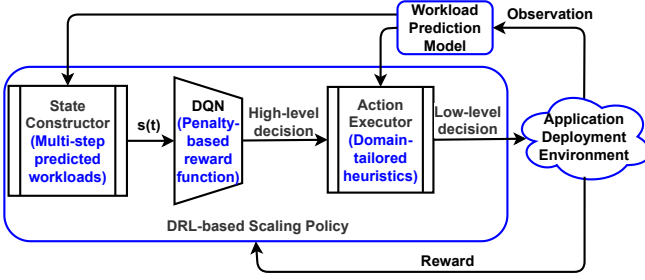 Workload
Prediction
Model
Observation
State
Constructor
(Multi-step
predicted
workloads)
s(t)
DQN
(Penalty-
based
reward
function)
High-level
decision
Action
Executor
(Domain-
tailored
heuristics)
Low-level
decision
Application
Deployment
Environment
DRL-based Scaling Policy
Reward